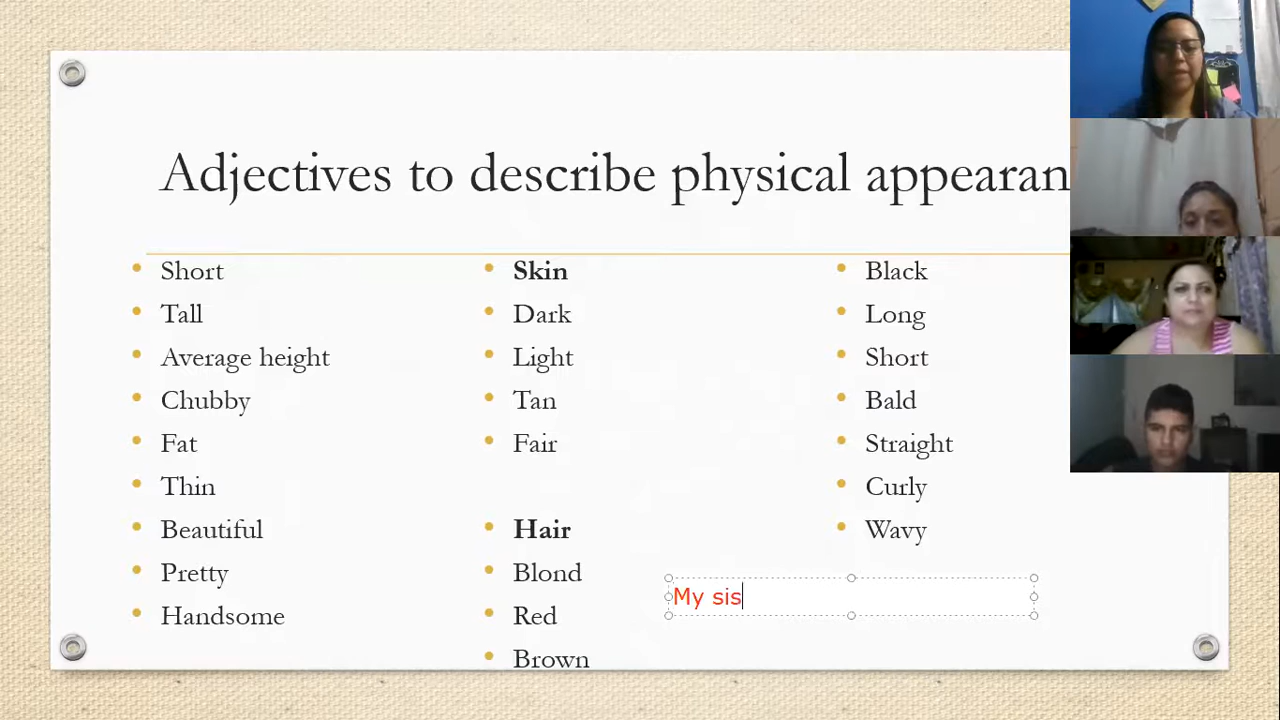 Adjectives to describe physical appearan
Short
Tall
Average height
Chubby
Fat
Thin
Beautiful
Pretty
Handsome
Skin
Dark
Light
Tan
Fair
Hair
Blond
Red
Brown
Black
Long
Short
Bald
Straight
Curly
Wavy
My sis